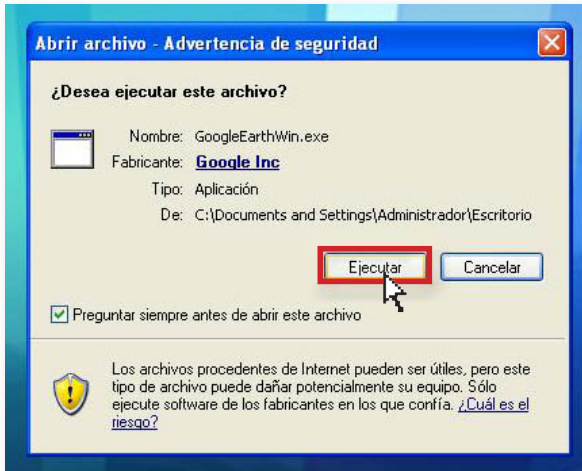 Abrir archivo - Advertencia de seguridad
¿Desea ejecutar este archivo?
Nombre: GoogleEarthWin.exe
Fabricante: Google Inc
Tipo: Aplicación
De: C:\Documents and Settings\Administrador\Escritorio
Ejecutar Cancelar
Preguntar siempre antes de abrir este archivo
Los archivos procedentes de Internet pueden ser útiles, pero este
tipo de archivo puede dañar potencialmente su equipo. Sólo
ejecute software de los fabricantes en los que confía. ¿Cuál es el
riesgo?